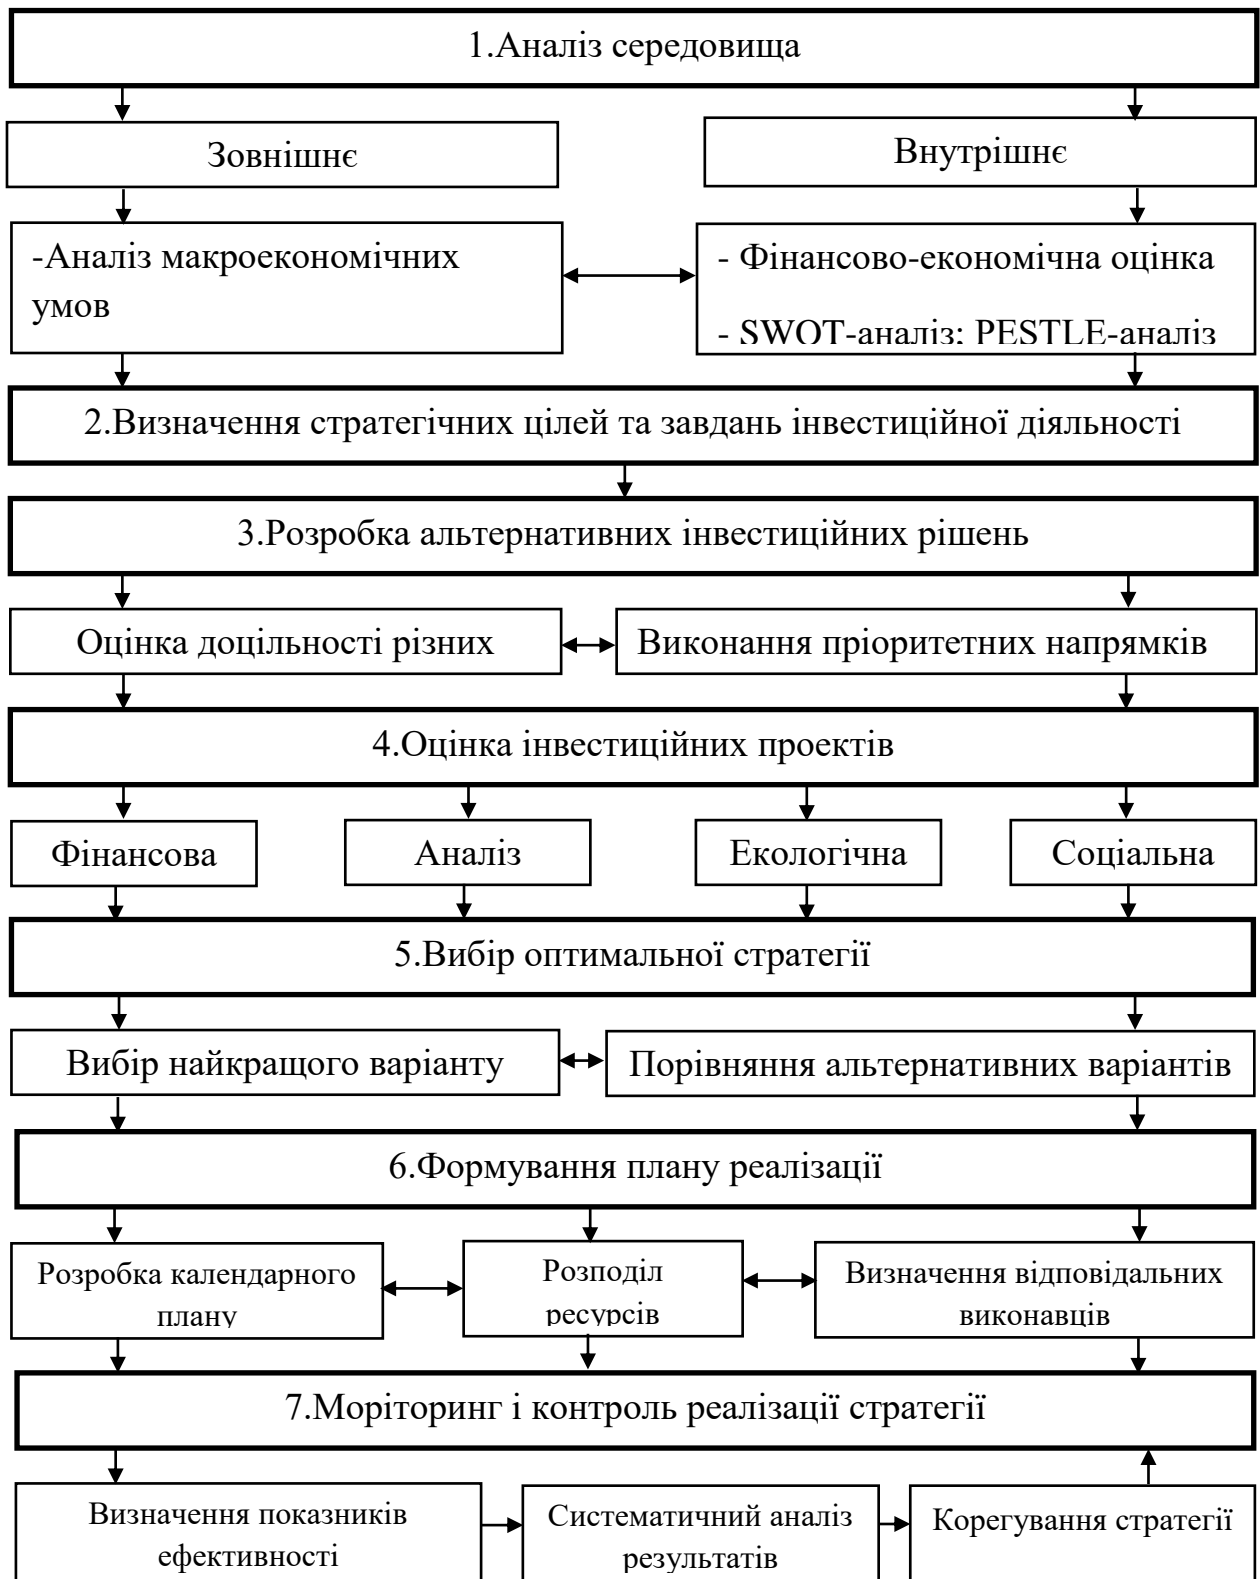 1.Аналіз середовища
Зовнішнє
Внутрішнє
-Аналіз макроекономічних
умов
- Фінансово-економічна оцінка
- SWOT-аналіз; PESTLE-аналіз
2.Визначення стратегічних цілей та завдань інвестиційної діяльності
3.Розробка альтернативних інвестиційних рішень
Оцінка доцільності різних
Виконання пріоритетних напрямків
4.Оцінка інвестиційних проектів
Фінансова
Аналіз
Екологічна
Соціальна
5.Вибір оптимальної стратегії
Вибір найкращого варіанту
Порівняння альтернативних варіантів
6.Формування плану реалізації
Розробка календарного
плану
Розподіл
ресурсів
Визначення відповідальних
виконавців
7.Моріторинг і контроль реалізації стратегії
Визначення показників
ефективності
Систематичний аналіз
результатів
Корегування стратегії